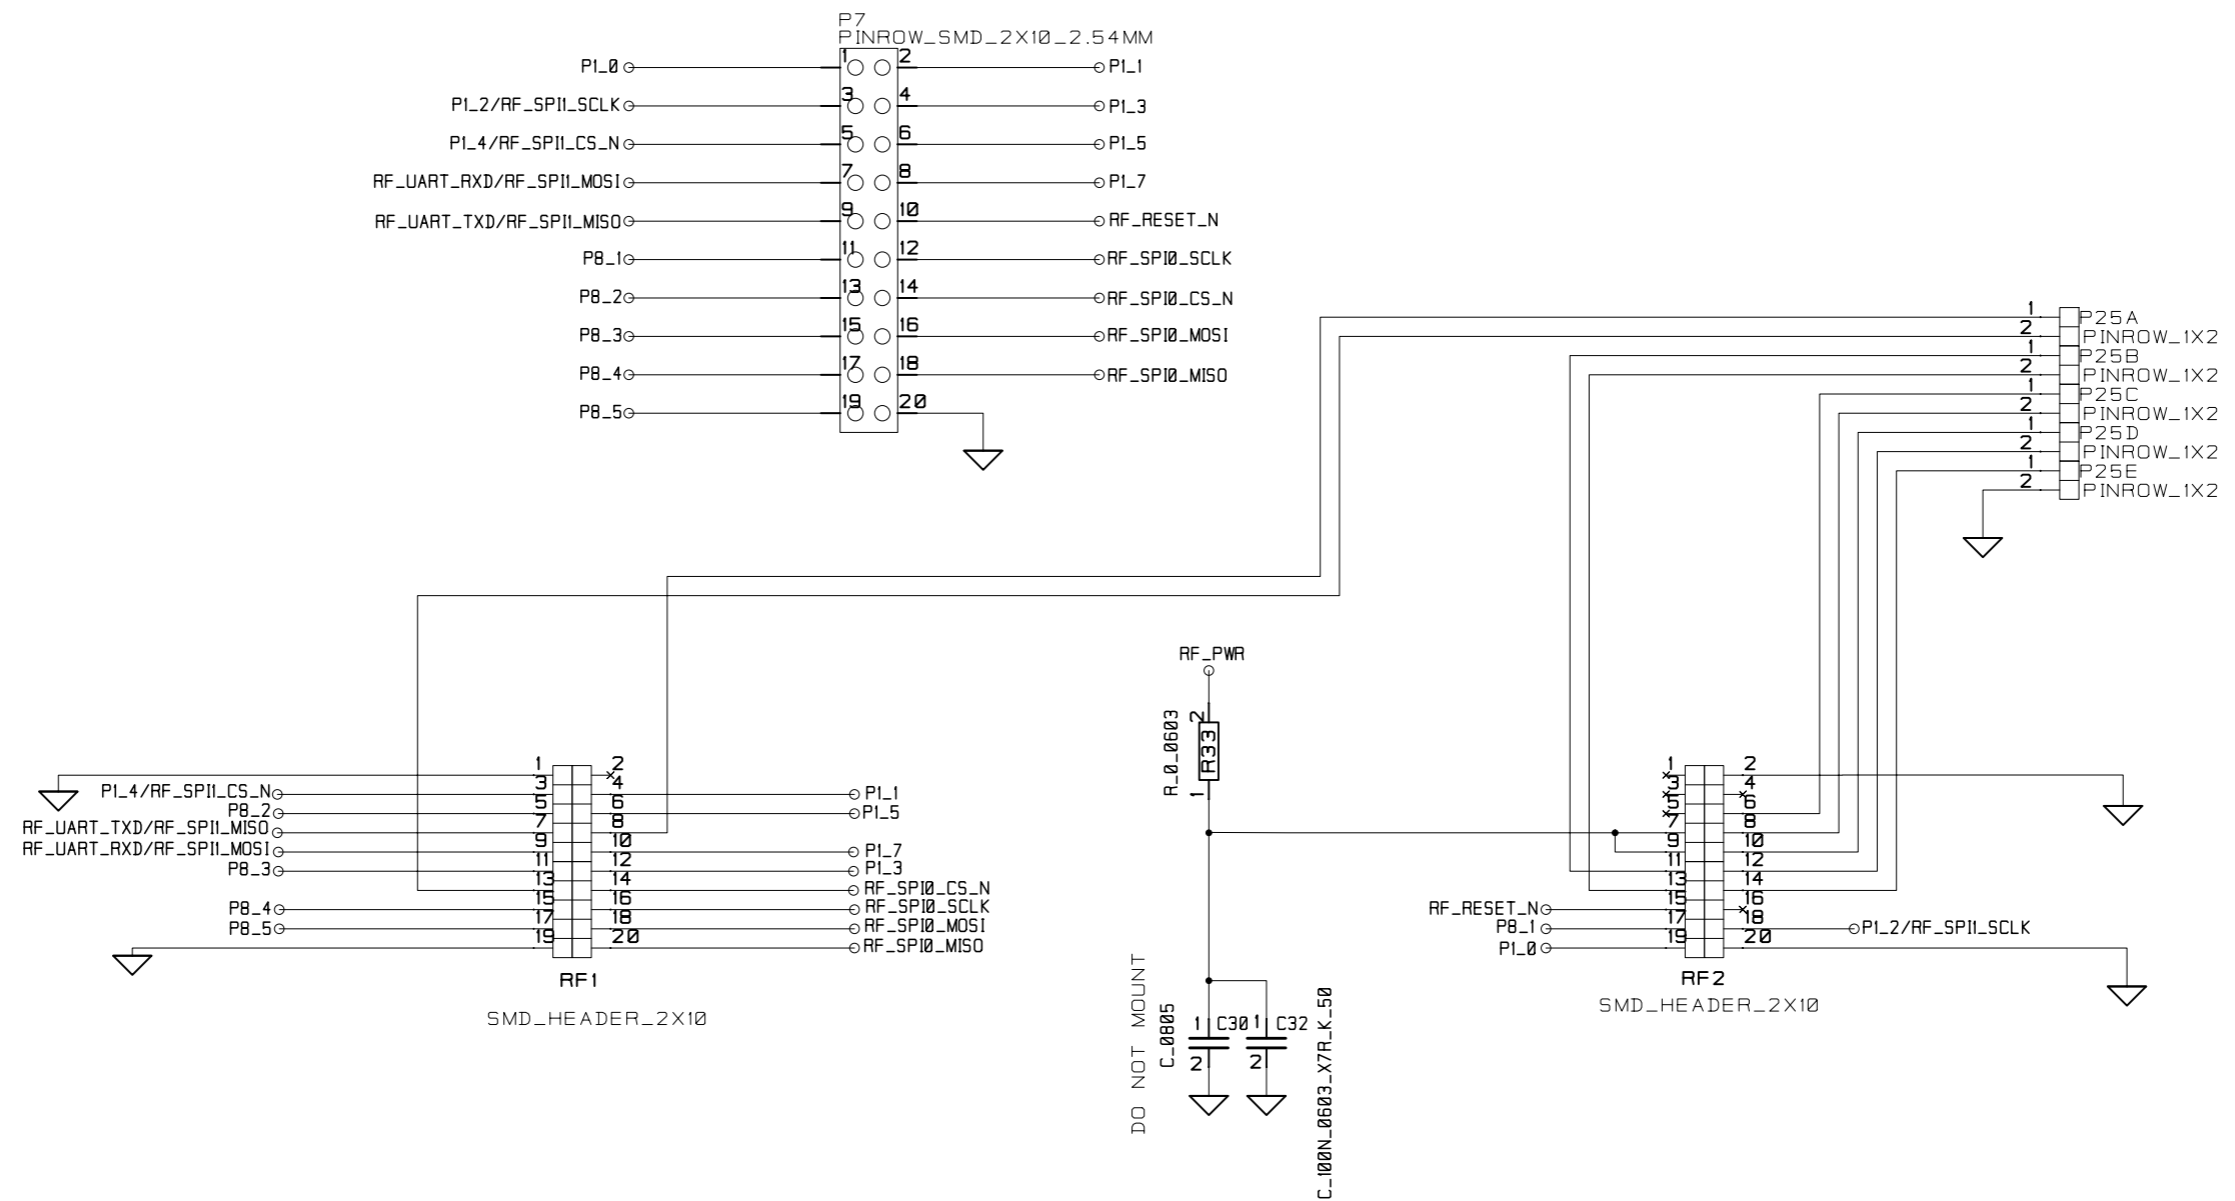 P7
PINROW_SMD_2X10_2.54MM
P1_0 1 2 P1_1
P1_2/RF_SPI1_SCLK 3 4 P1_3
P1_4/RF_SPI1_CS_N 5 6 P1_5
RF_UART_RXD/RF_SPI1_MOSI 7 8 P1_7
RF_UART_TXD/RF_SPI1_MISO 9 10 RF_RESET_N
P8_1 11 12 RF_SPI0_SCLK
P8_2 13 14 RF_SPI0_CS_N
P8_3 15 16 RF_SPI0_MOSI
P8_4 17 18 RF_SPI0_MISO
P8_5 19 20
1 P25A
2 PINROW_1X2
1 P25B
2 PINROW_1X2
1 P25C
2 PINROW_1X2
1 P25D
2 PINROW_1X2
1 P25E
2 PINROW_1X2
1 2
P1_4/RF_SPI1_CS_N 3 4 P1_1
P8_2 5 6 P1_5
RF_UART_TXD/RF_SPI1_MISO 7 8
RF_UART_RXD/RF_SPI1_MOSI 9 10 P1_7
P8_3 11 12 P1_3
13 14 RF_SPI0_CS_N
P8_4 15 16 RF_SPI0_SCLK
P8_5 17 18 RF_SPI0_MOSI
19 20 RF_SPI0_MISO
RF1
SMD_HEADER_2X10
RF_PWR
R_0_0603
2
R33
1
DO NOT MOUNT
C_0805
1 C30
2
1 C32
2
C_100N_0603_X7R_K_50
1 2
3 4
5 6
7 8
9 10
11 12
13 14
RF_RESET_N 15 16
P8_1 17 18 P1_2/RF_SPI1_SCLK
P1_0 19 20
RF2
SMD_HEADER_2X10